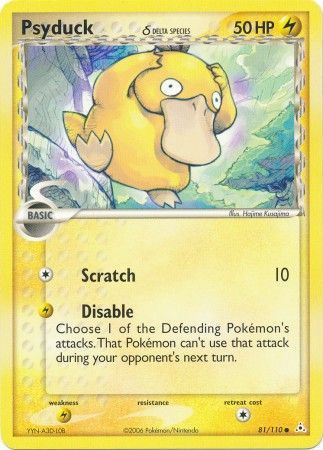 Psyduck δ DELTA SPECIES 50 HP
BASIC
Illus. Hajime Kusajima
Scratch 10
Disable
Choose 1 of the Defending Pokémon's
attacks. That Pokémon can't use that attack
during your opponent's next turn.
weakness resistance retreat cost
YYN-A3D-L0B ©2006 Pokémon/Nintendo 81/110 ●